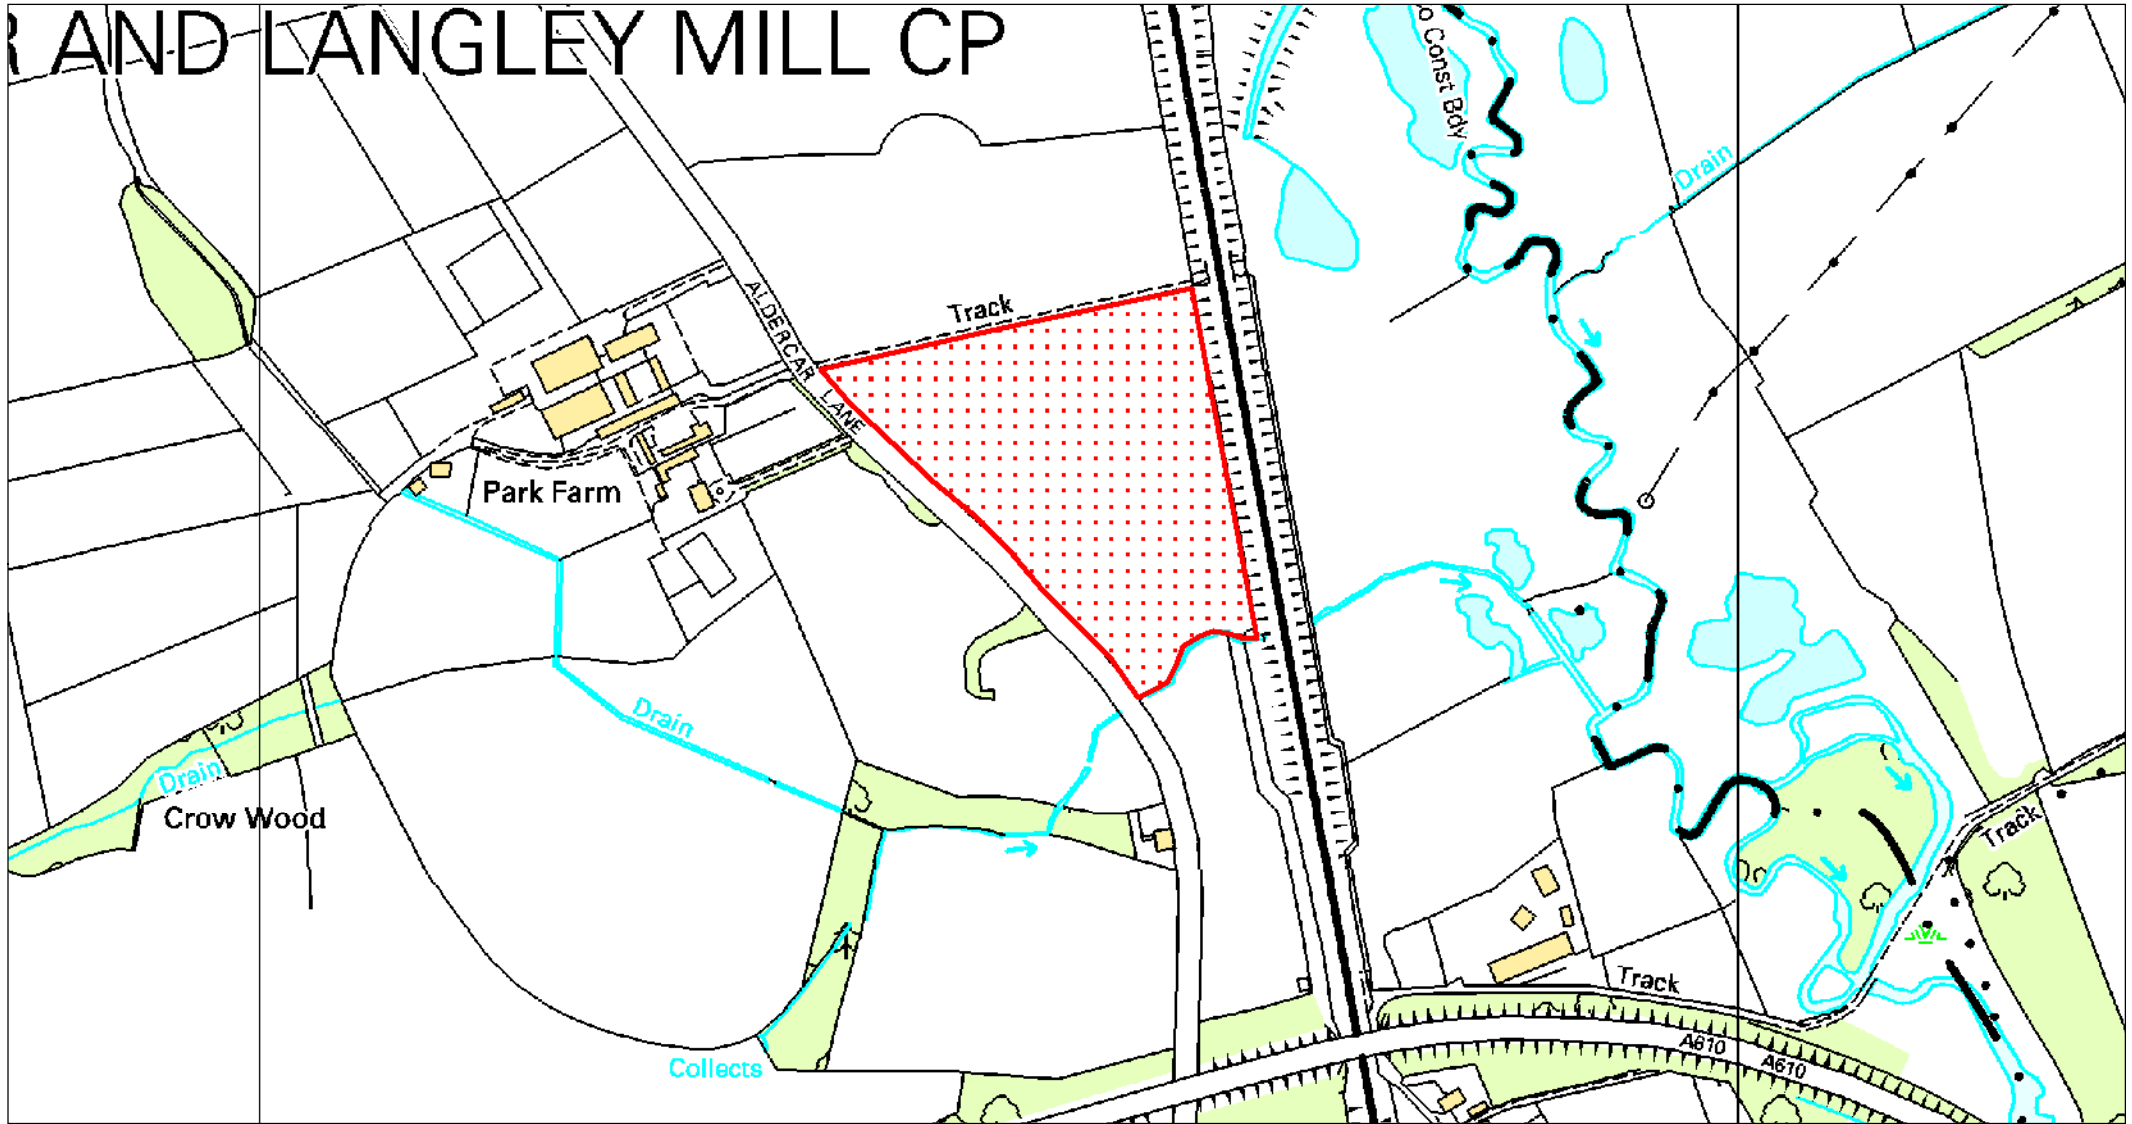 R AND LANGLEY MILL CP
o Const Bdy
Drain
ALDERCAR LANE
Track
Park Farm
Drain
Drain
Crow Wood
Track
Track
A610
A610
Collects